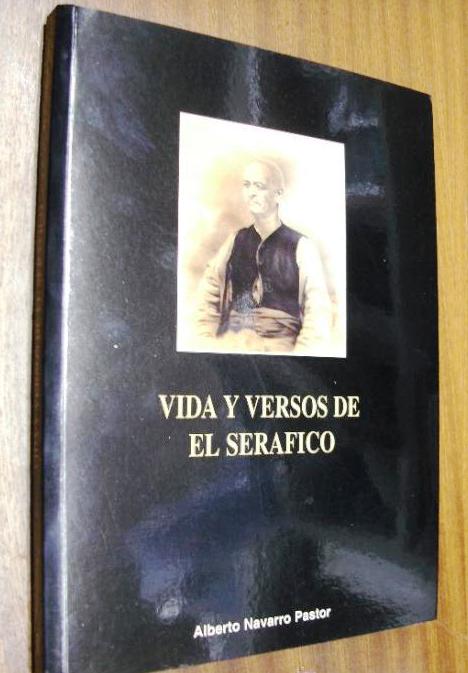 VIDA Y VERSOS DE
EL SERAFICO
Alberto Navarro Pastor